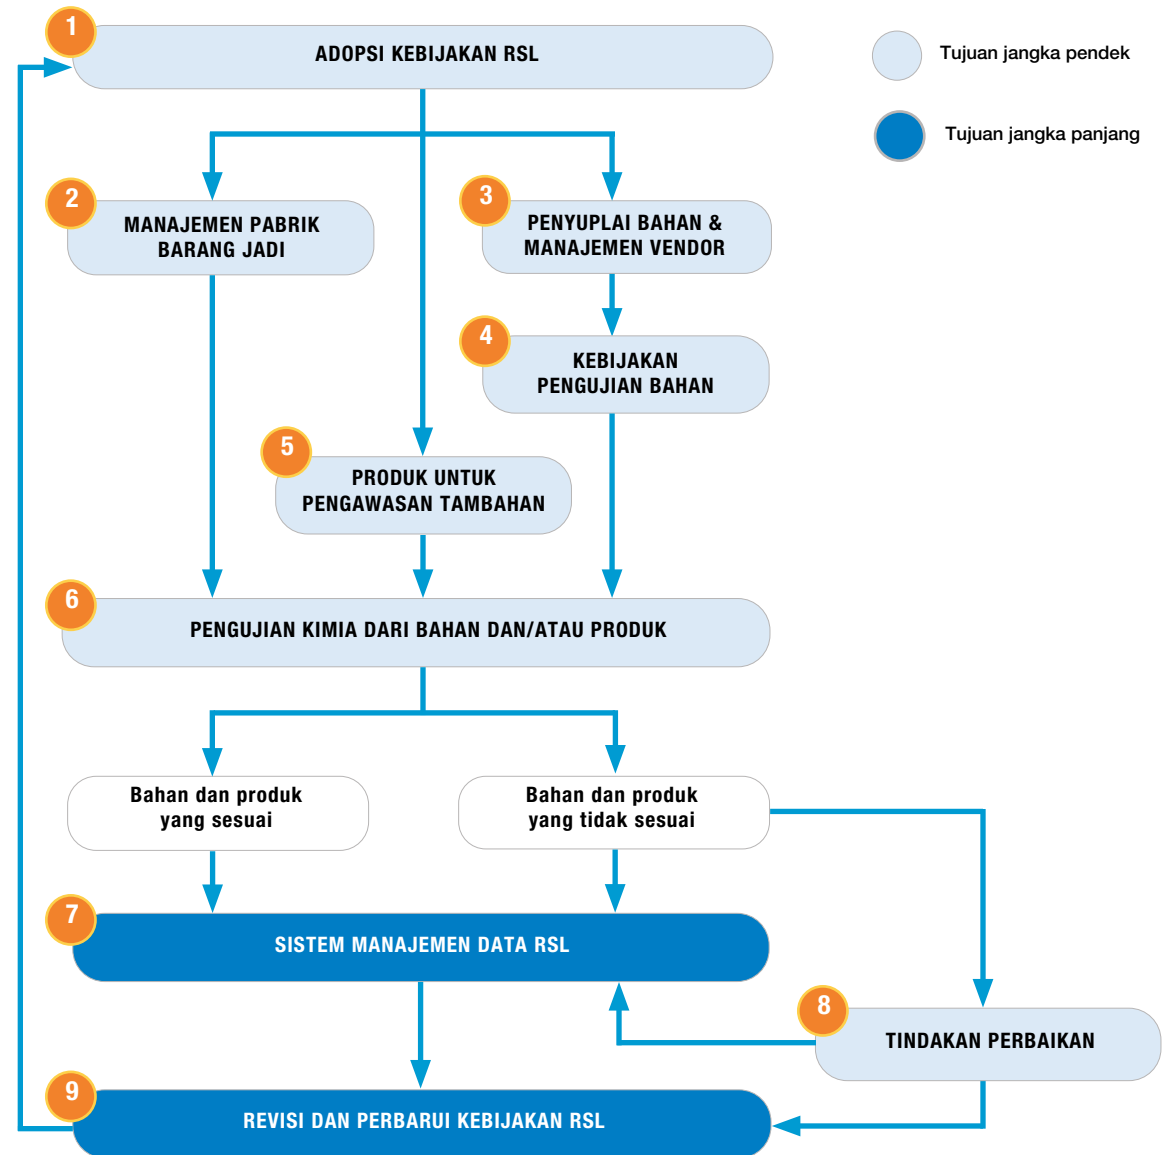 1
ADOPSI KEBIJAKAN RSL
Tujuan jangka pendek
Tujuan jangka panjang
2
MANAJEMEN PABRIK
BARANG JADI
3
PENYUPLAI BAHAN &
MANAJEMEN VENDOR
4
KEBIJAKAN
PENGUJIAN BAHAN
5
PRODUK UNTUK
PENGAWASAN TAMBAHAN
6
PENGUJIAN KIMIA DARI BAHAN DAN/ATAU PRODUK
Bahan dan produk
yang sesuai
Bahan dan produk
yang tidak sesuai
7
SISTEM MANAJEMEN DATA RSL
8
TINDAKAN PERBAIKAN
9
REVISI DAN PERBARUI KEBIJAKAN RSL